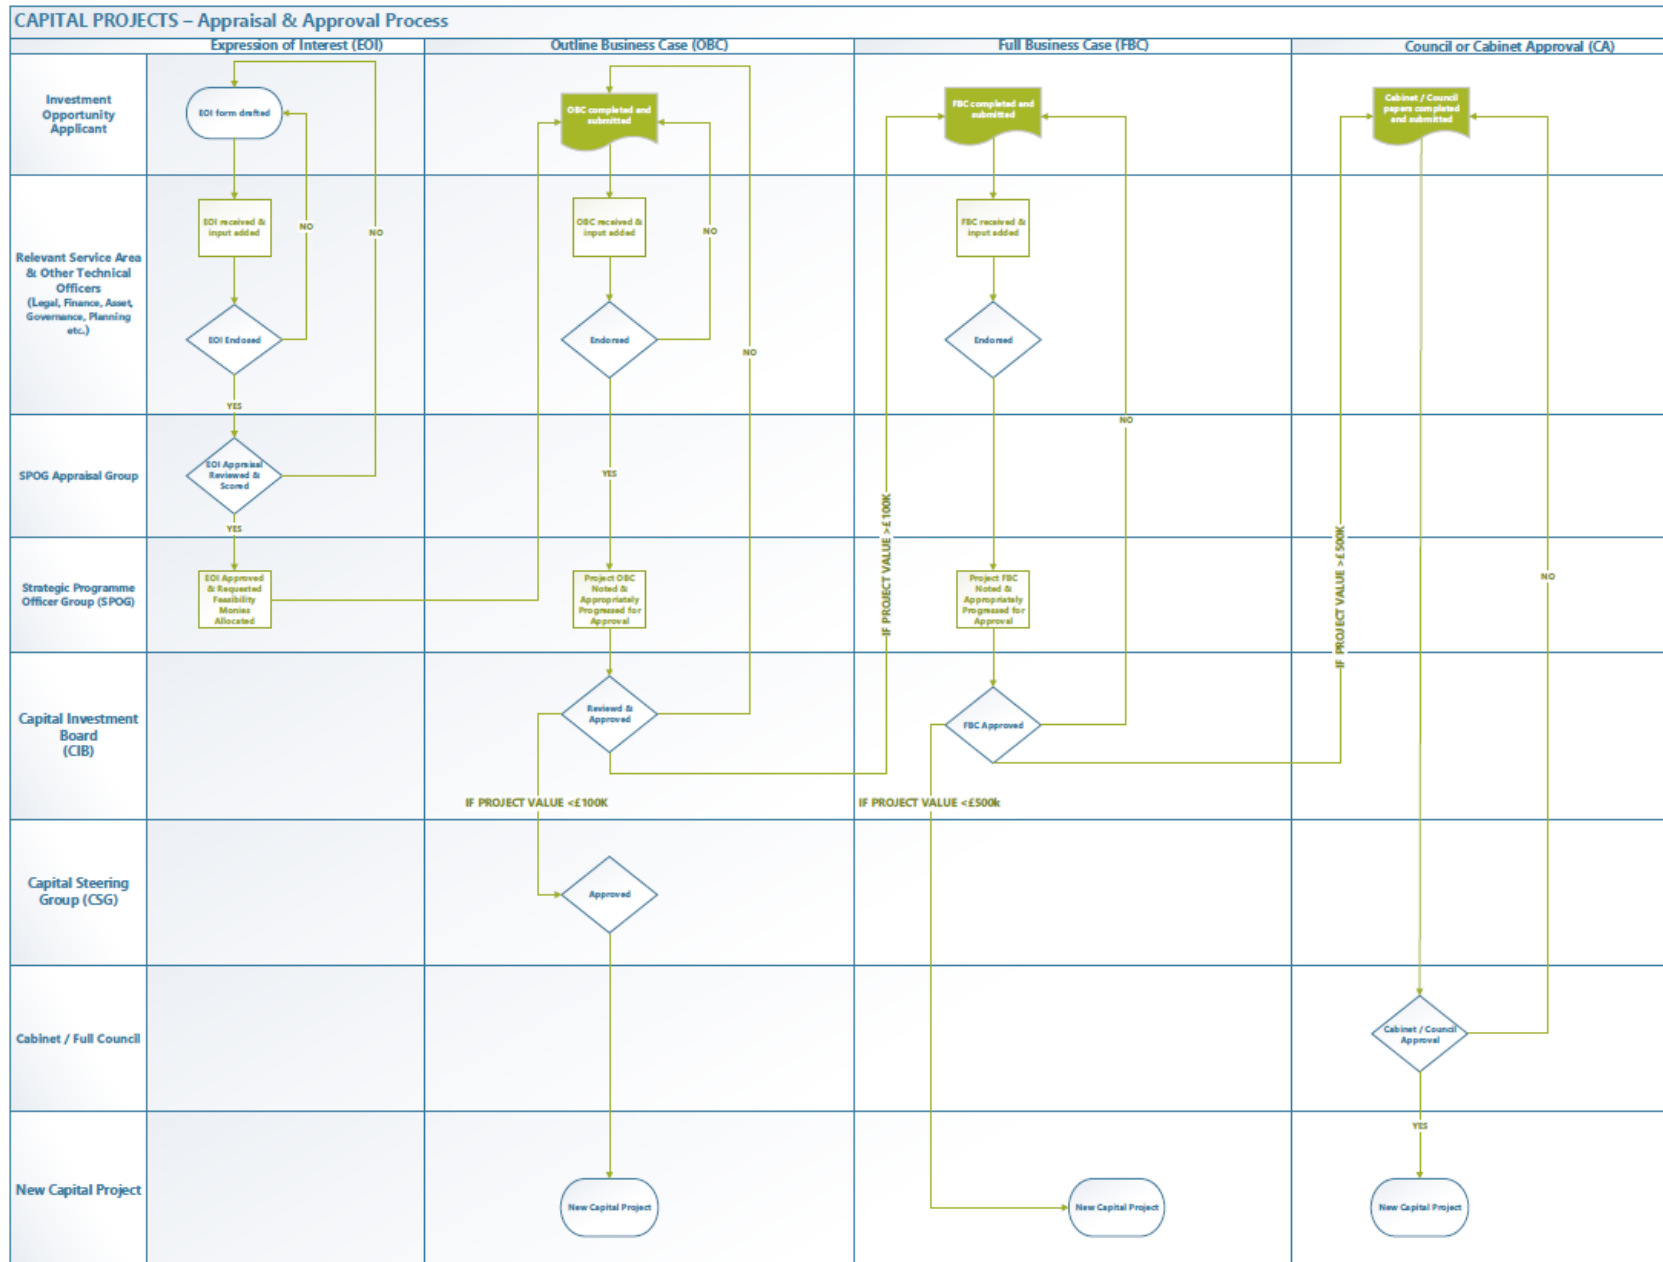 CAPITAL PROJECTS – Appraisal & Approval Process
Expression of Interest (EOI)
Outline Business Case (OBC)
Full Business Case (FBC)
Council or Cabinet Approval (CA)
Investment
Opportunity
Applicant
EOI form drafted
OBC completed and
submitted
FBC completed and
submitted
Cabinet / Council
papers completed
and submitted
Relevant Service Area
& Other Technical
Officers
(Legal, Finance, Asset,
Governance, Planning
etc.)
EOI received &
input added
NO
NO
OBC received &
input added
NO
FBC received &
input added
EOI Endosed
Endorsed
NO
Endorsed
YES
NO
SPOG Appraisal Group
EOI Appraisal
Reviewed &
Scored
YES
YES
IF PROJECT VALUE >£100K
IF PROJECT VALUE >£500K
Strategic Programme
Officer Group (SPOG)
EOI Approved
& Requested
Feasibility
Monies
Allocated
Project OBC
Noted &
Appropriately
Progressed for
Approval
Project FBC
Noted &
Appropriately
Progressed for
Approval
NO
Capital Investment
Board
(CIB)
Reviewd &
Approved
FBC Approved
IF PROJECT VALUE <£100K
IF PROJECT VALUE <£500k
Capital Steering
Group (CSG)
Approved
Cabinet / Full Council
Cabinet / Council
Approval
YES
New Capital Project
New Capital Project
New Capital Project
New Capital Project